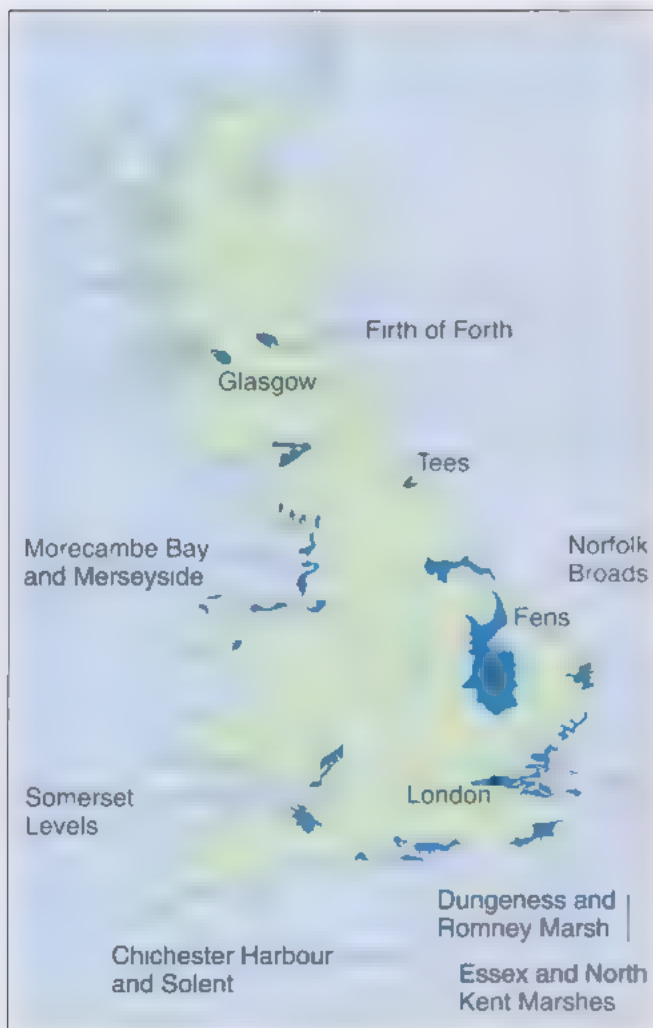 Firth of Forth
Glasgow
Tees
Morecambe Bay
and Merseyside
Norfolk
Broads
Fens
Somerset
Levels
London
Dungeness and
Romney Marsh
Chichester Harbour
and Solent
Essex and North
Kent Marshes